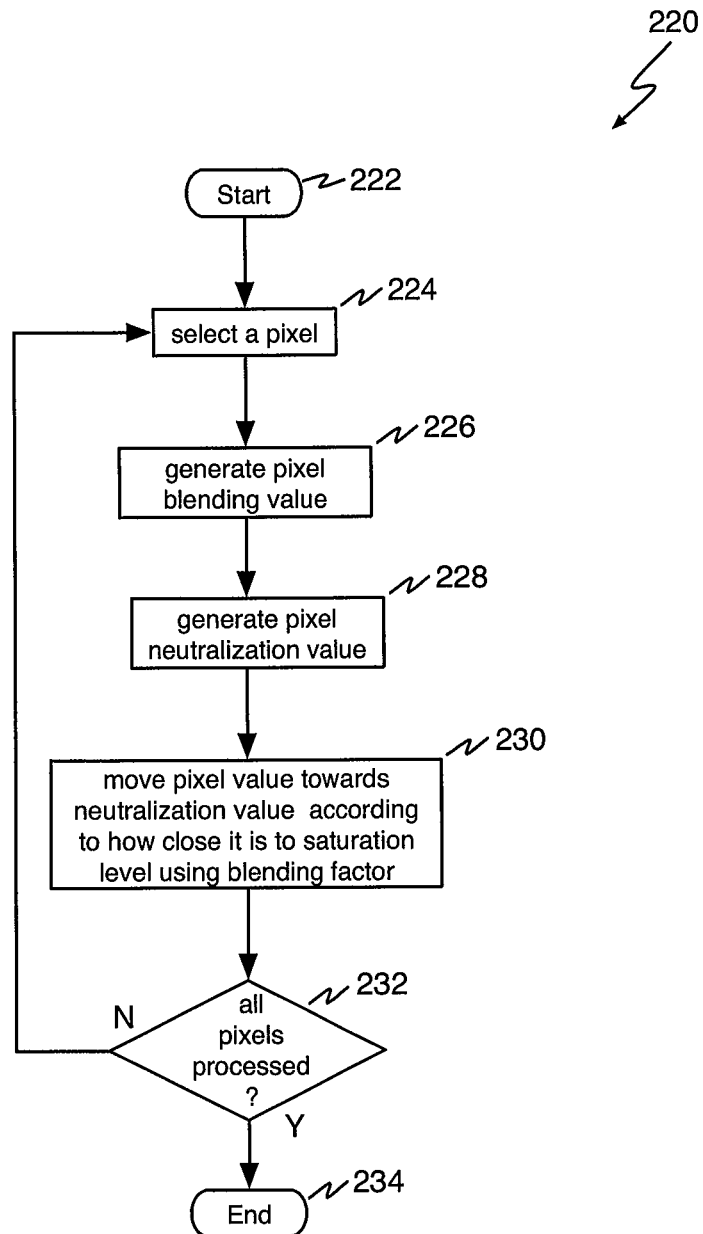 220
Start
222
224
select a pixel
226
generate pixel
blending value
228
generate pixel
neutralization value
230
move pixel value towards
neutralization value according
to how close it is to saturation
level using blending factor
232
N
all
pixels
processed
?
Y
234
End